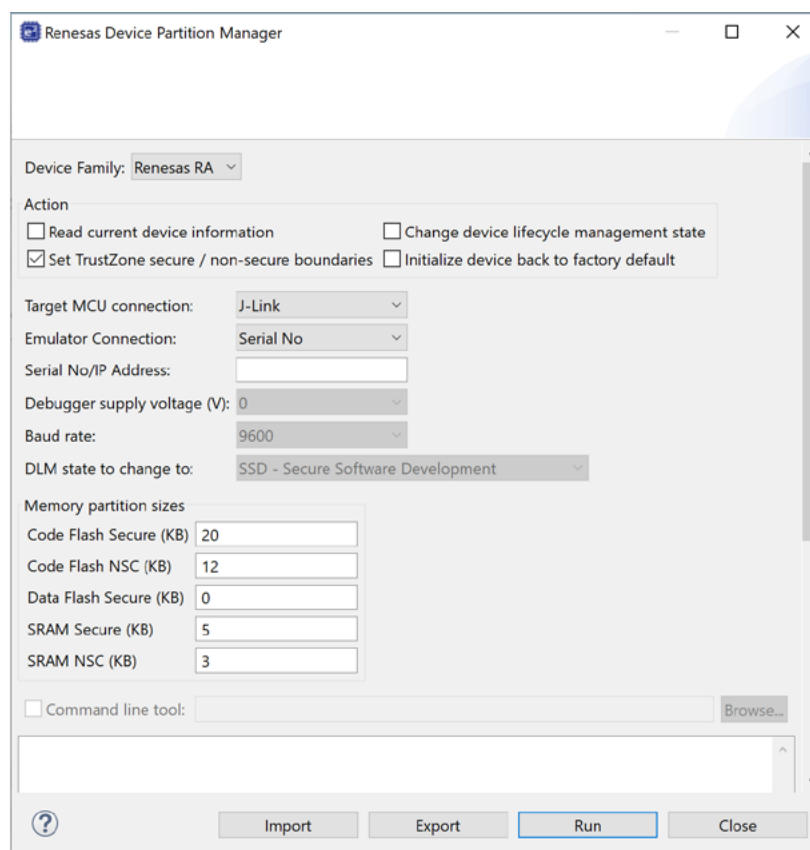 Renesas Device Partition Manager
Device Family: Renesas RA
Action
Read current device information
Change device lifecycle management state
Set TrustZone secure / non-secure boundaries
Initialize device back to factory default
Target MCU connection: J-Link
Emulator Connection: Serial No
Serial No/IP Address:
Debugger supply voltage (V): 0
Baud rate: 9600
DLM state to change to: SSD - Secure Software Development
Memory partition sizes
Code Flash Secure (KB) 20
Code Flash NSC (KB) 12
Data Flash Secure (KB) 0
SRAM Secure (KB) 5
SRAM NSC (KB) 3
Command line tool: Browse...
? Import Export Run Close